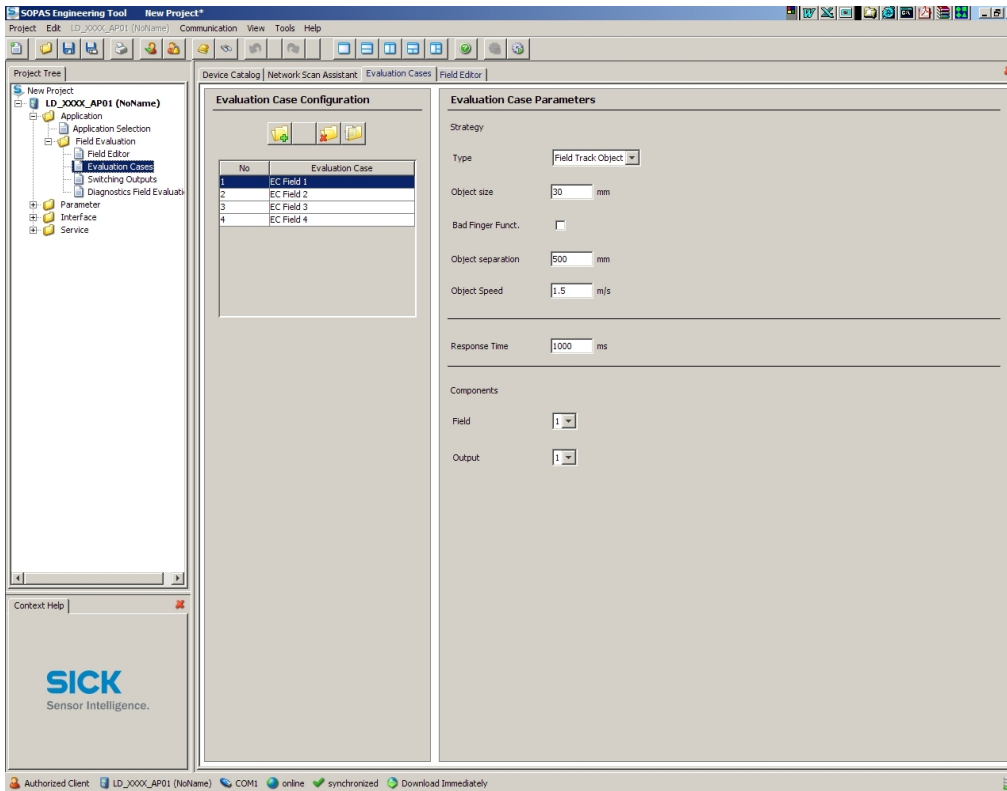 SOPAS Engineering Tool New Project*
Project Edit LD_XXXX_AP01 (NoName) Communication View Tools Help
Project Tree
New Project
LD_XXXX_AP01 (NoName)
Application
Application Selection
Field Evaluation
Field Editor
Evaluation Cases
Switching Outputs
Diagnostics Field Evaluati
Parameter
Interface
Service
Context Help
SICK
Sensor Intelligence.
Device Catalog Network Scan Assistant Evaluation Cases Field Editor
Evaluation Case Configuration
No Evaluation Case
1 EC Field 1
2 EC Field 2
3 EC Field 3
4 EC Field 4
Evaluation Case Parameters
Strategy
Type Field Track Object
Object size 30 mm
Bad Finger Funct.
Object separation 500 mm
Object Speed 1.5 m/s
Response Time 1000 ms
Components
Field 1
Output 1
Authorized Client LD_XXXX_AP01 (NoName) COM1 online synchronized Download Immediately